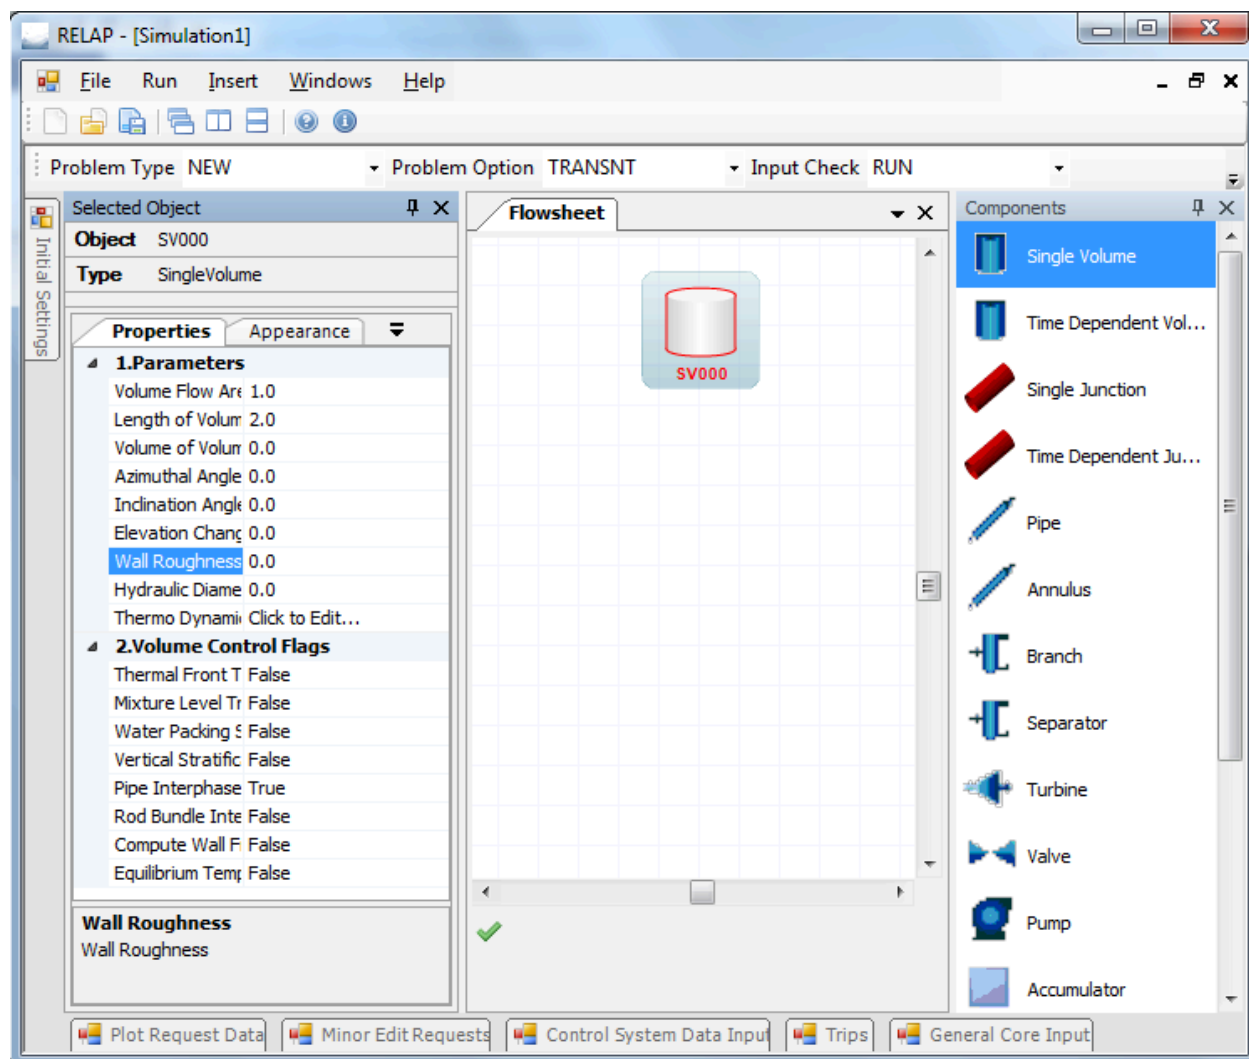 RELAP - [Simulation1]
File Run Insert Windows Help
Problem Type NEW Problem Option TRANSNT Input Check RUN
Initial Settings
Selected Object
Object SV000
Type SingleVolume
Properties Appearance
1.Parameters
Volume Flow Are 1.0
Length of Volum 2.0
Volume of Volum 0.0
Azimuthal Angle 0.0
Inclination Angle 0.0
Elevation Chang 0.0
Wall Roughness 0.0
Hydraulic Diame 0.0
Thermo Dynami Click to Edit...
2.Volume Control Flags
Thermal Front T False
Mixture Level Tr False
Water Packing S False
Vertical Stratific False
Pipe Interphase True
Rod Bundle Inte False
Compute Wall Fi False
Equilibrium Temp False
Wall Roughness
Wall Roughness
Flowsheet
SV000
Components
Single Volume
Time Dependent Vol...
Single Junction
Time Dependent Ju...
Pipe
Annulus
Branch
Separator
Turbine
Valve
Pump
Accumulator
Plot Request Data Minor Edit Requests Control System Data Input Trips General Core Input